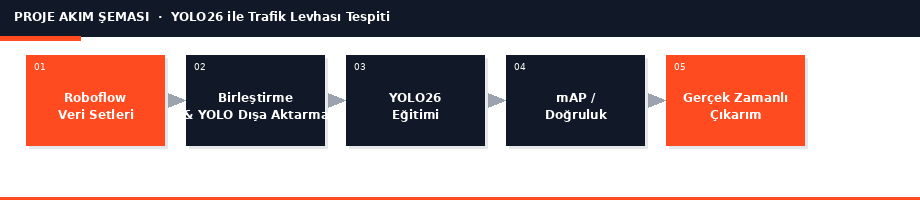 PROJE AKIM ŞEMASI · YOLO26 ile Trafik Levhası Tespiti
01
Roboflow
Veri Setleri
02
Birleştirme
& YOLO Dışa Aktarma
03
YOLO26
Eğitimi
04
mAP /
Doğruluk
05
Gerçek Zamanlı
Çıkarım